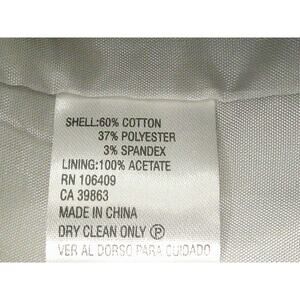 SHELL:60% COTTON
37% POLYESTER
3% SPANDEX
LINING:100% ACETATE
RN 106409
CA 39863
MADE IN CHINA
DRY CLEAN ONLY Ⓟ
VER AL DORSO PARA CUIDADO